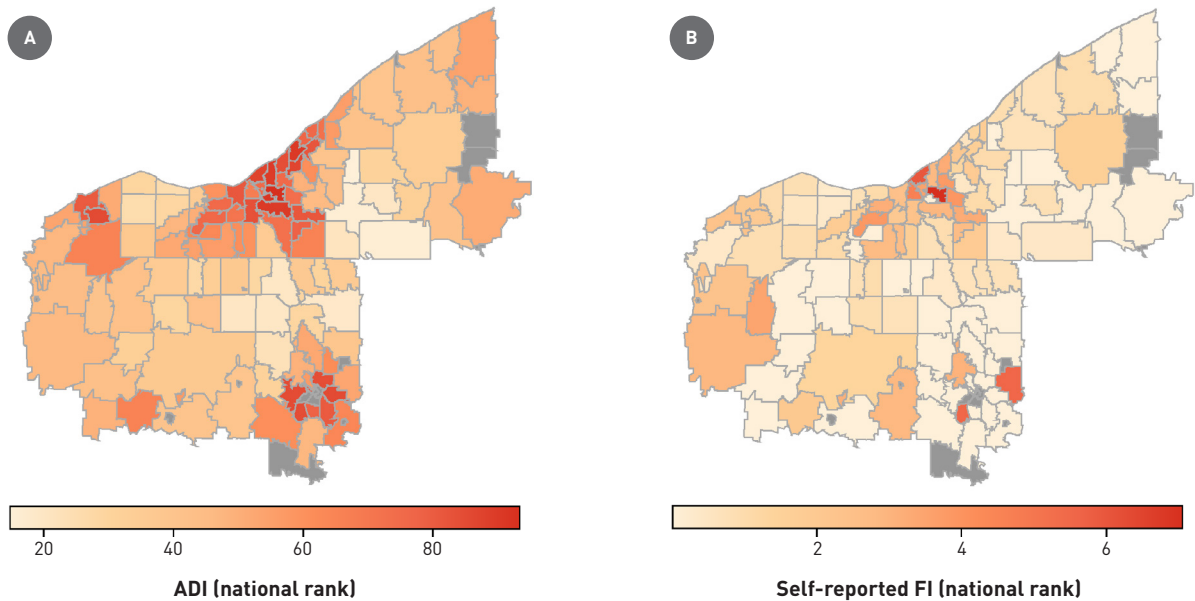 A
B
20 40 60 80
2 4 6
ADI (national rank)
Self-reported FI (national rank)